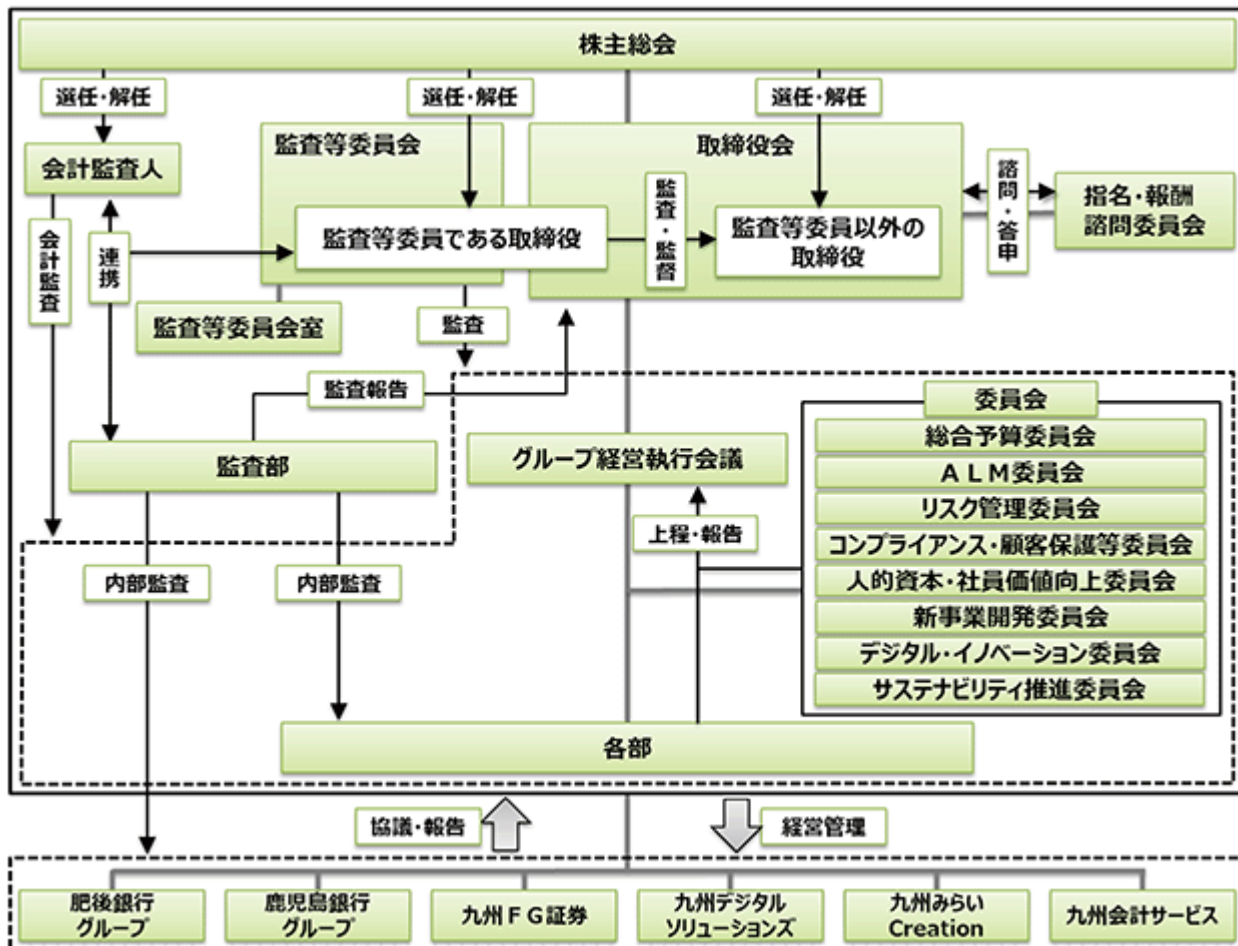 株主総会
選任・解任
選任・解任
選任・解任
会計監査人
監査等委員会
取締役会
監査等委員である取締役
監査・監督
監査等委員以外の
取締役
諮問・答申
指名・報酬
諮問委員会
会計監査
連携
監査等委員会室
監査
監査報告
監査部
グループ経営執行会議
委員会
総合予算委員会
ＡＬＭ委員会
リスク管理委員会
コンプライアンス・顧客保護等委員会
人的資本・社員価値向上委員会
新事業開発委員会
デジタル・イノベーション委員会
サステナビリティ推進委員会
上程・報告
内部監査
内部監査
各部
協議・報告
経営管理
肥後銀行
グループ
鹿児島銀行
グループ
九州ＦＧ証券
九州デジタル
ソリューションズ
九州みらい
Creation
九州会計サービス